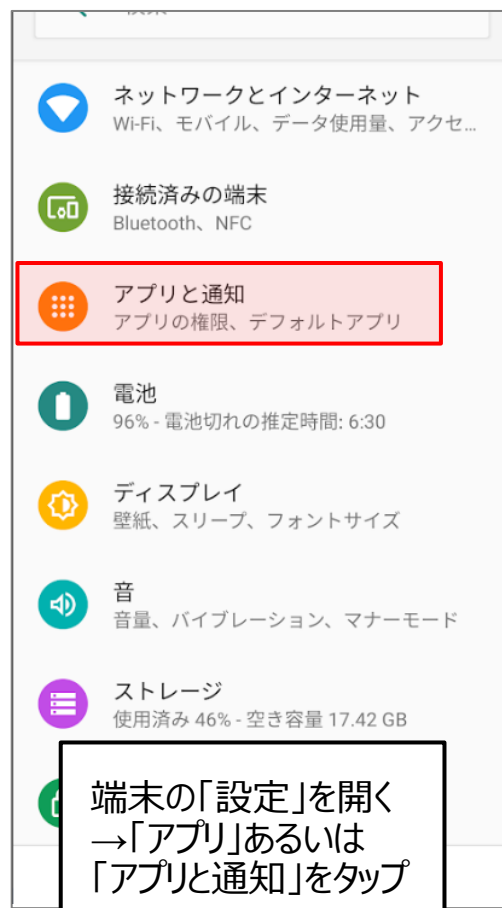 ネットワークとインターネット
Wi-Fi、モバイル、データ使用量、アクセ...
接続済みの端末
Bluetooth、NFC
アプリと通知
アプリの権限、デフォルトアプリ
電池
96% - 電池切れの推定時間: 6:30
ディスプレイ
壁紙、スリープ、フォントサイズ
音
音量、バイブレーション、マナーモード
ストレージ
使用済み 46% - 空き容量 17.42 GB
端末の「設定」を開く
→「アプリ」あるいは
「アプリと通知」をタップ